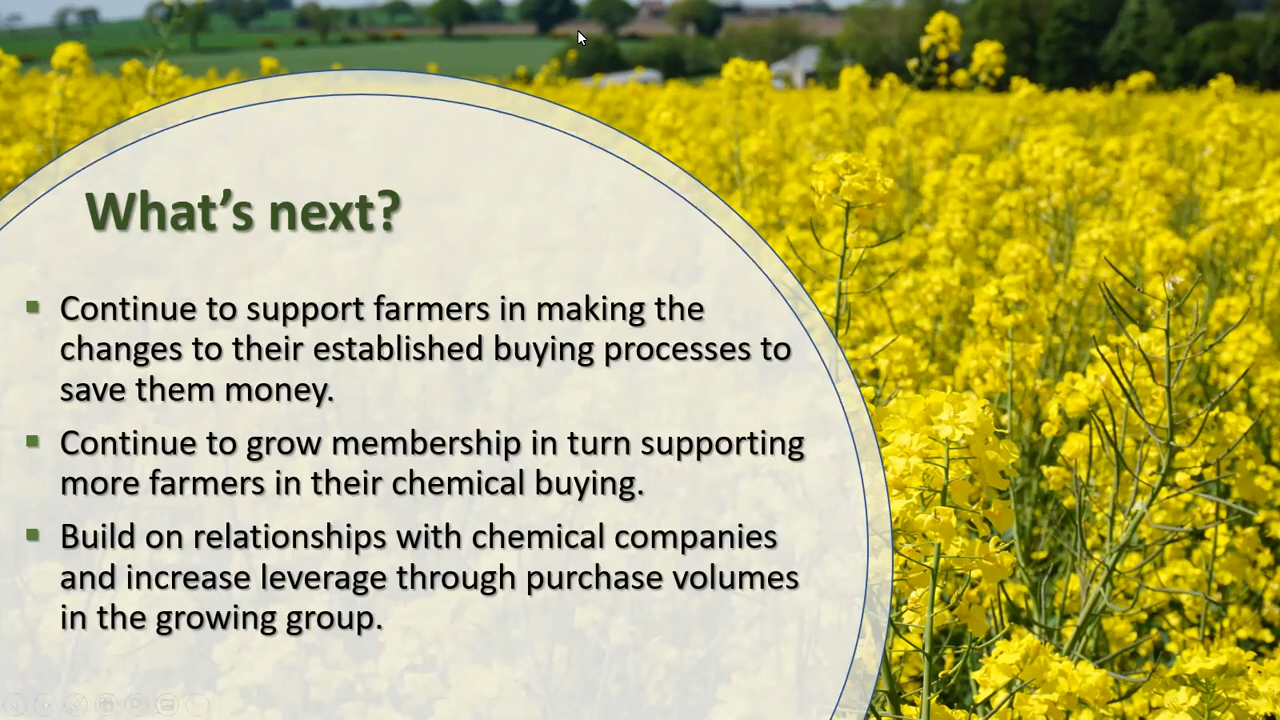 What’s next?
Continue to support farmers in making the
changes to their established buying processes to
save them money.
Continue to grow membership in turn supporting
more farmers in their chemical buying.
Build on relationships with chemical companies
and increase leverage through purchase volumes
in the growing group.